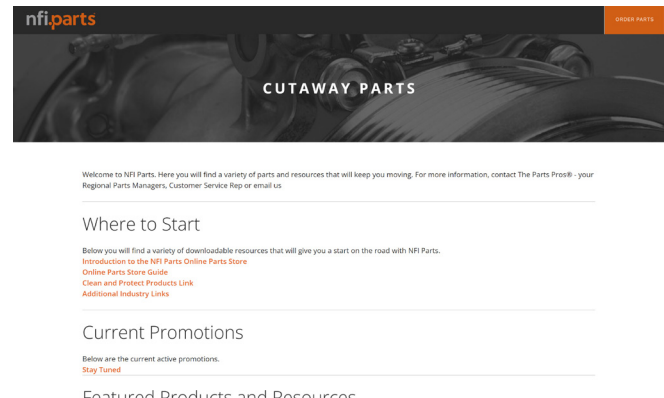 nfi.parts
ORDER PARTS
CUTAWAY PARTS
Welcome to NFI Parts. Here you will find a variety of parts and resources that will keep you moving. For more information, contact The Parts Pros® - your
Regional Parts Managers, Customer Service Rep or email us
Where to Start
Below you will find a variety of downloadable resources that will give you a start on the road with NFI Parts.
Introduction to the NFI Parts Online Parts Store
Online Parts Store Guide
Clean and Protect Products Link
Additional Industry Links
Current Promotions
Below are the current active promotions.
Stay Tuned
Featured Products and Resources